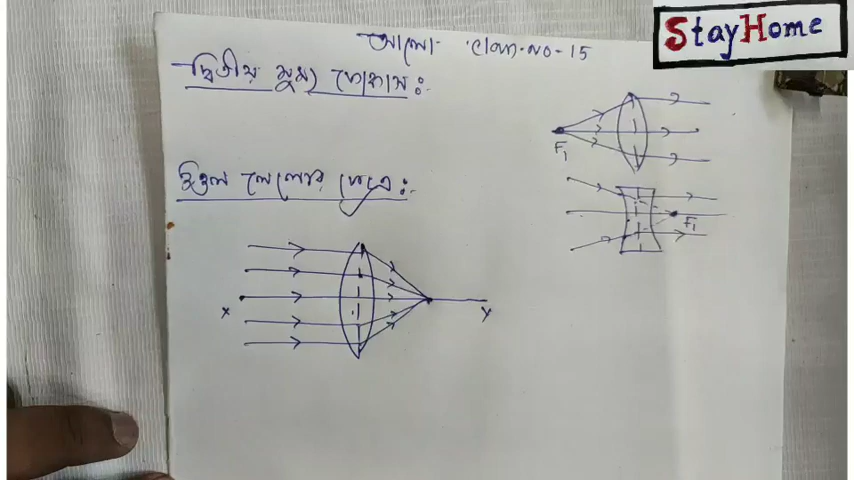 StayHome
আলো Class-No-15
দ্বিতীয় মুখ্য ফোকাস :
F₁
উত্তল লেন্সের ক্ষেত্রে :
F₁
X
Y